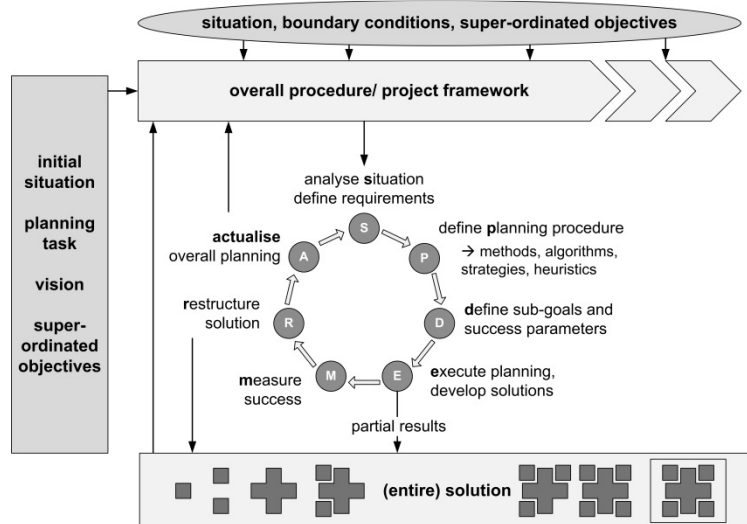 situation, boundary conditions, super-ordinated objectives
overall procedure/ project framework
initial
situation
planning
task
vision
super-
ordinated
objectives
analyse situation
define requirements
S
define planning procedure
→ methods, algorithms,
strategies, heuristics
P
define sub-goals and
success parameters
D
execute planning,
develop solutions
E
measure
success
M
restructure
solution
R
actualise
overall planning
A
partial results
(entire) solution